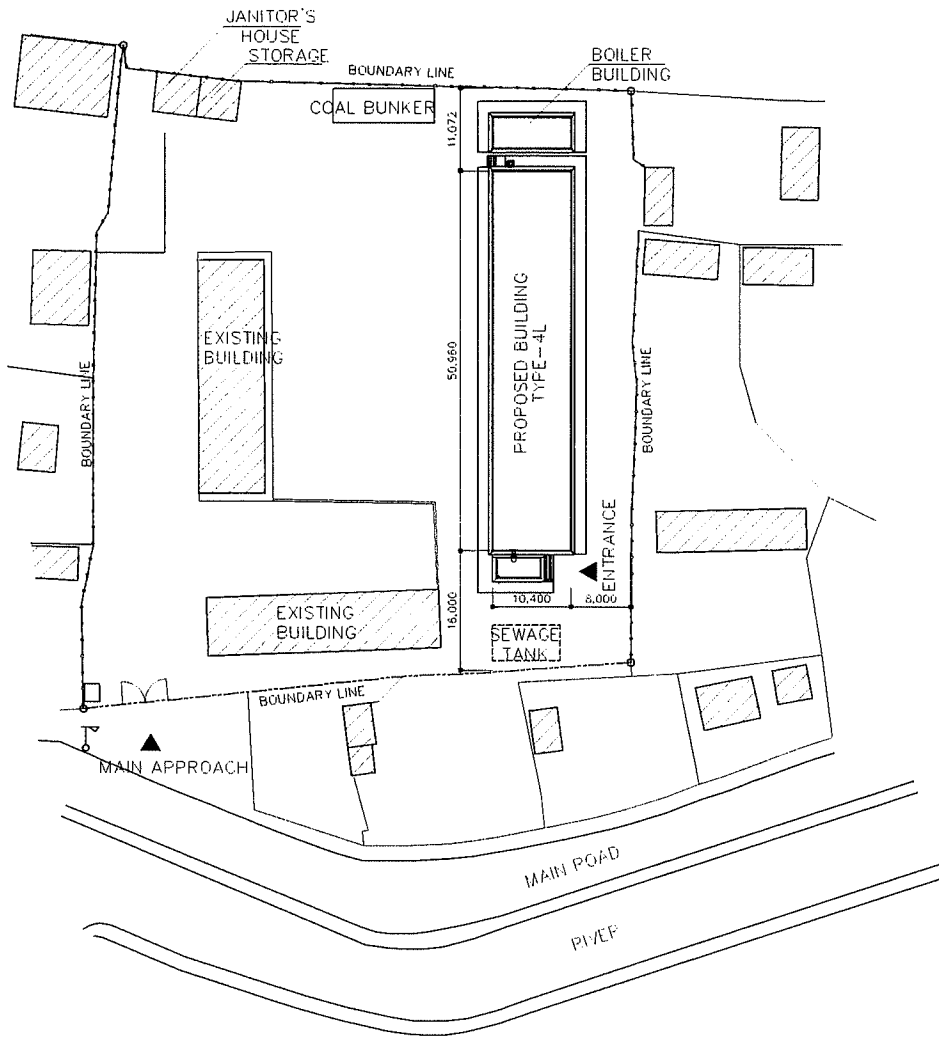 JANITOR'S
HOUSE
STORAGE
BOUNDARY LINE
BOILER
BUILDING
COAL BUNKER
11,072
EXISTING
BUILDING
50,960
PROPOSED BUILDING
TYPE-4L
BOUNDARY LINE
BOUNDARY LINE
ENTRANCE
10,400
8,000
16,000
EXISTING
BUILDING
SEWAGE
TANK
BOUNDARY LINE
MAIN APPROACH
MAIN ROAD
RIVER